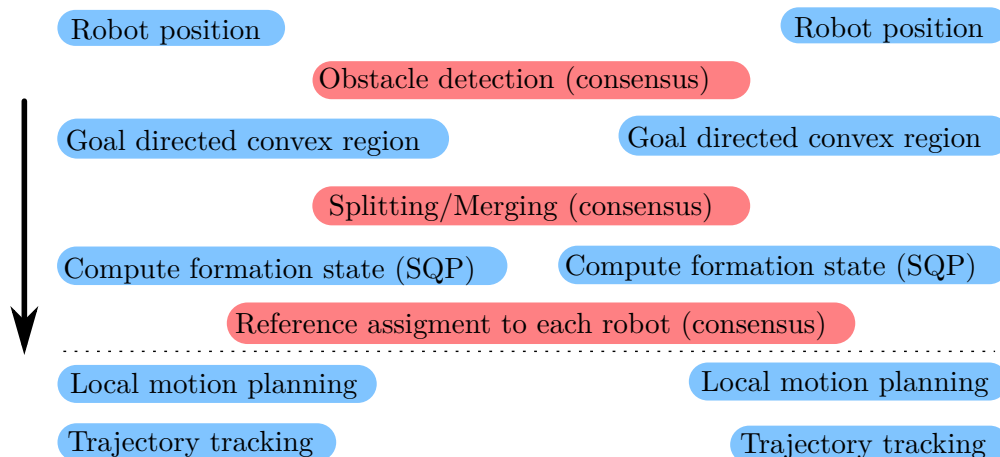 Robot position
Robot position
Obstacle detection (consensus)
Goal directed convex region
Goal directed convex region
Splitting/Merging (consensus)
Compute formation state (SQP)
Compute formation state (SQP)
Reference assigment to each robot (consensus)
Local motion planning
Local motion planning
Trajectory tracking
Trajectory tracking